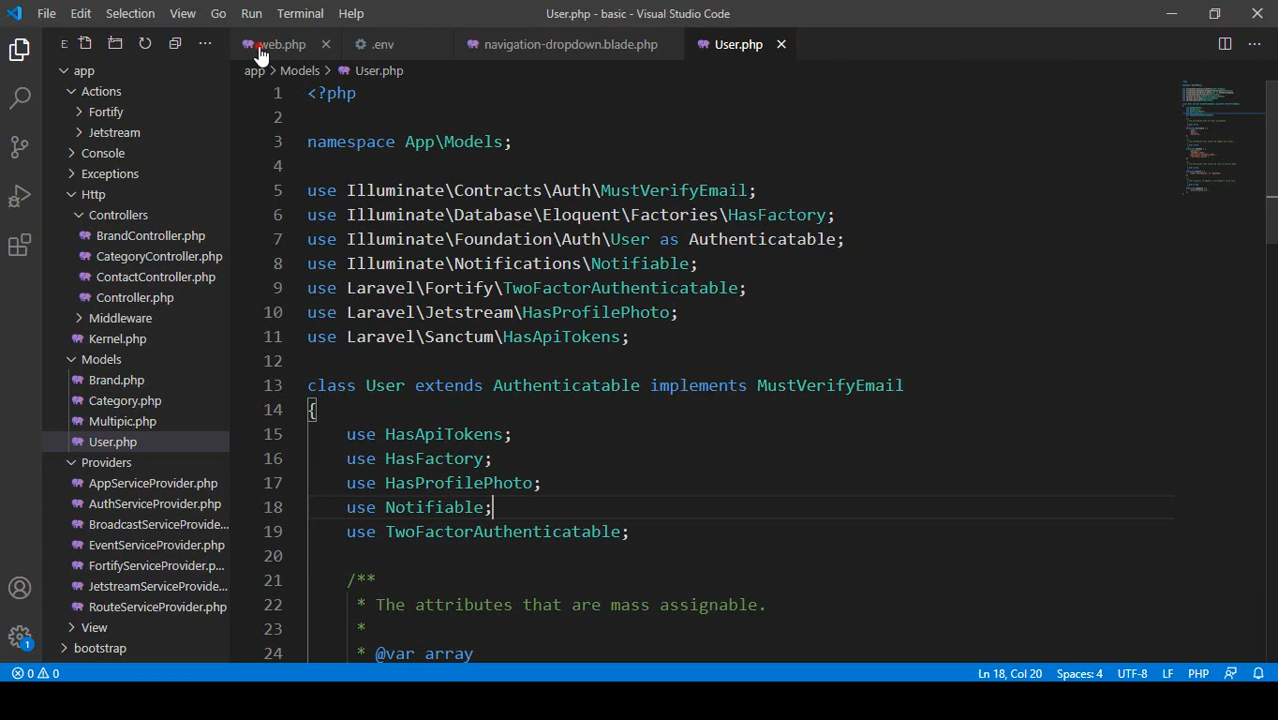 File Edit Selection View Go Run Terminal Help User.php - basic - Visual Studio Code
E
web.php .env navigation-dropdown.blade.php User.php
app > Models > User.php
app
Actions
Fortify
Jetstream
Console
Exceptions
Http
Controllers
BrandController.php
CategoryController.php
ContactController.php
Controller.php
Middleware
Kernel.php
Models
Brand.php
Category.php
Multipic.php
User.php
Providers
AppServiceProvider.php
AuthServiceProvider.php
BroadcastServiceProvide...
EventServiceProvider.php
FortifyServiceProvider.p...
JetstreamServiceProvide...
RouteServiceProvider.php
View
bootstrap
1 <?php
2
3 namespace App\Models;
4
5 use Illuminate\Contracts\Auth\MustVerifyEmail;
6 use Illuminate\Database\Eloquent\Factories\HasFactory;
7 use Illuminate\Foundation\Auth\User as Authenticatable;
8 use Illuminate\Notifications\Notifiable;
9 use Laravel\Fortify\TwoFactorAuthenticatable;
10 use Laravel\Jetstream\HasProfilePhoto;
11 use Laravel\Sanctum\HasApiTokens;
12
13 class User extends Authenticatable implements MustVerifyEmail
14 {
15 use HasApiTokens;
16 use HasFactory;
17 use HasProfilePhoto;
18 use Notifiable;
19 use TwoFactorAuthenticatable;
20
21 /**
22 * The attributes that are mass assignable.
23 *
24 * @var array
1
0 0 Ln 18, Col 20 Spaces: 4 UTF-8 LF PHP